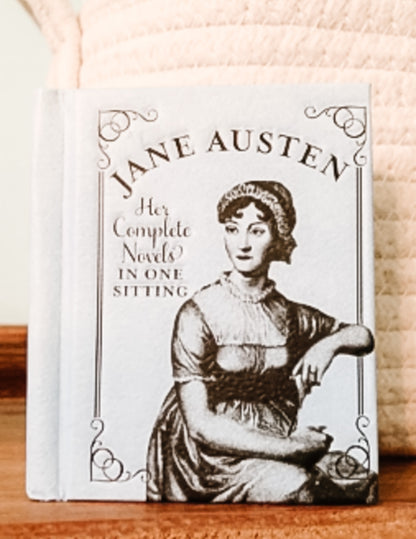 JANE AUSTEN
Her
Complete
Novels
IN ONE
SITTING